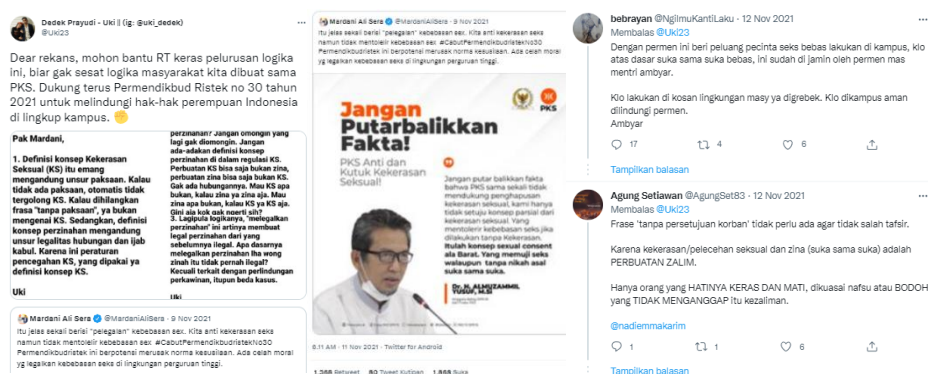 Dedek Prayudi - Uki || (ig: @uki_dedek)
@Uki23
Dear rekans, mohon bantu RT keras pelurusan logika
ini, biar gak sesat logika masyarakat kita dibuat sama
PKS. Dukung terus Permendikbud Ristek no 30 tahun
2021 untuk melindungi hak-hak perempuan Indonesia
di lingkup kampus.
Pak Mardani,
1. Definisi konsep Kekerasan
Seksual (KS) itu emang
mengandung unsur paksaan. Kalau
tidak ada paksaan, otomatis tidak
tergolong KS. Kalau dihilangkan
frasa "tanpa paksaan", ya bukan
mengenai KS. Sedangkan, definisi
konsep perzinahan mengandung
unsur legalitas hubungan dan ijab
kabul. Karena ini peraturan
pencegahan KS, yang dipakai ya
definisi konsep KS.
Uki
perzinahan? Jangan omongin yang
lagi gak diomongin. Jangan
ada-adakan definisi konsep
perzinahan di dalam regulasi KS.
Perbuatan KS bisa saja bukan zina,
perbuatan zina bisa saja bukan KS.
Gak ada hubungannya. Mau KS apa
bukan, kalau zina ya zina aja. Mau
zina apa bukan, kalau KS ya KS aja.
Gini aia kok oak neerti sih?
3. Lagipula logikanya, "melegalkan
perzinahan" ini artinya membuat
legal perzinahan dari yang
sebelumnya ilegal. Apa dasarnya
melegalkan perzinahan lha wong
zinah itu tidak pernah ilegal?
Kecuali terkait dengan perlindungan
perkawinan, itupun beda kasus.
Uki
Mardani Ali Sera @MardaniAliSera · 9 Nov 2021
Itu jelas sekali berisi "pelegalan" kebebasan sex. Kita anti kekerasan seks
namun tidak mentolelir kebebasan sex #CabutPermendikbudristekNo30
Permendikbudristek ini berpotensi merusak norma kesusilaan. Ada celah moral
yg legalkan kebebasan seks di lingkungan perguruan tinggi.
Mardani Ali Sera @MardaniAliSera · 9 Nov 2021
Itu jelas sekali berisi "pelegalan" kebebasan sex. Kita anti kekerasan seks
namun tidak mentolelir kebebasan sex. #CabutPermendikbudristekNo30
Permendikbudristek ini berpotensi merusak norma kesusilaan. Ada celah moral
yg legalkan kebebasan seks di lingkungan perguruan tinggi.
PKS
Jangan
Putarbalikkan
Fakta!
PKS Anti dan
Kutuk Kekerasan
Seksual!
Jangan putar balikkan fakta
bahwa PKS sama sekali tidak
mendukung penghapusan
kekerasan seksual, kami hanya
tidak setuju konsep parsial dari
kekerasan seksual. Yang
mentolerir kebebasan seks jika
dilakukan tanpa Kekerasan.
Itulah konsep sexual consent
ala Barat. Yang memuji seks
walaupun tanpa nikah asal
suka sama suka.
Dr. H. ALMUZAMMIL
YUSUF, M.Si
6:11 AM · 11 Nov 2021 · Twitter for Android
1.368 Retweet 80 Tweet Kutipan 1.868 Suka
bebrayan @NgilmuKantiLaku · 12 Nov 2021
Membalas @Uki23
Dengan permen ini beri peluang pecinta seks bebas lakukan di kampus, klo
atas dasar suka sama suka bebas, ini sudah di jamin oleh permen mas
mentri ambyar.
Klo lakukan di kosan lingkungan masy ya digrebek. Klo dikampus aman
dilindungi permen.
Ambyar
17 4 6
Tampilkan balasan
Agung Setiawan @AgungSet83 · 12 Nov 2021
Membalas @Uki23
Frase 'tanpa persetujuan korban' tidak perlu ada agar tidak salah tafsir.
Karena kekerasan/pelecehan seksual dan zina (suka sama suka) adalah
PERBUATAN ZALIM.
Hanya orang yang HATINYA KERAS DAN MATI, dikuasai nafsu atau BODOH
yang TIDAK MENGANGGAP itu kezaliman.
@nadiemmakarim
1 1 6
Tampilkan balasan